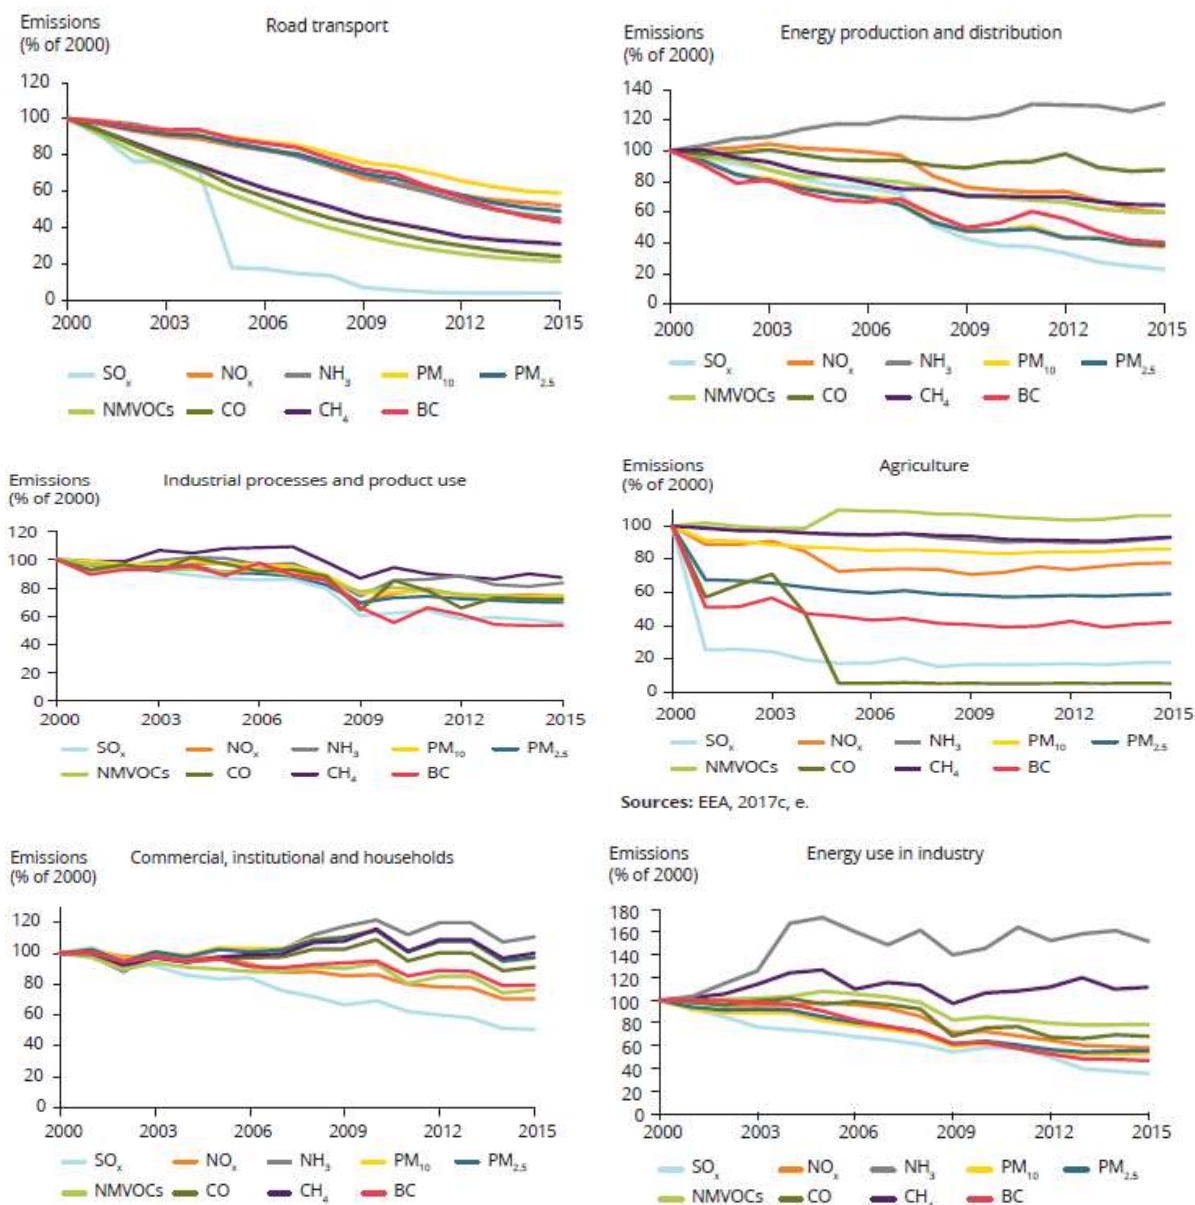 Emissions
(% of 2000)
Road transport
120
100
80
60
40
20
0
2000 2003 2006 2009 2012 2015
SOₓ NOₓ NH₃ PM₁₀ PM₂.₅
NMVOCs CO CH₄ BC
Emissions
(% of 2000)
Energy production and distribution
140
120
100
80
60
40
20
0
2000 2003 2006 2009 2012 2015
SOₓ NOₓ NH₃ PM₁₀ PM₂.₅
NMVOCs CO CH₄ BC
Emissions
(% of 2000)
Industrial processes and product use
120
100
80
60
40
20
0
2000 2003 2006 2009 2012 2015
SOₓ NOₓ NH₃ PM₁₀ PM₂.₅
NMVOCs CO CH₄ BC
Emissions
(% of 2000)
Agriculture
100
80
60
40
20
0
2000 2003 2006 2009 2012 2015
SOₓ NOₓ NH₃ PM₁₀ PM₂.₅
NMVOCs CO CH₄ BC
Sources: EEA, 2017c, e.
Emissions
(% of 2000)
Commercial, institutional and households
120
100
80
60
40
20
0
2000 2003 2006 2009 2012 2015
SOₓ NOₓ NH₃ PM₁₀ PM₂.₅
NMVOCs CO CH₄ BC
Emissions
(% of 2000)
Energy use in industry
180
160
140
120
100
80
60
40
20
0
2000 2003 2006 2009 2012 2015
SOₓ NOₓ NH₃ PM₁₀ PM₂.₅
NMVOCs CO CH₄ BC